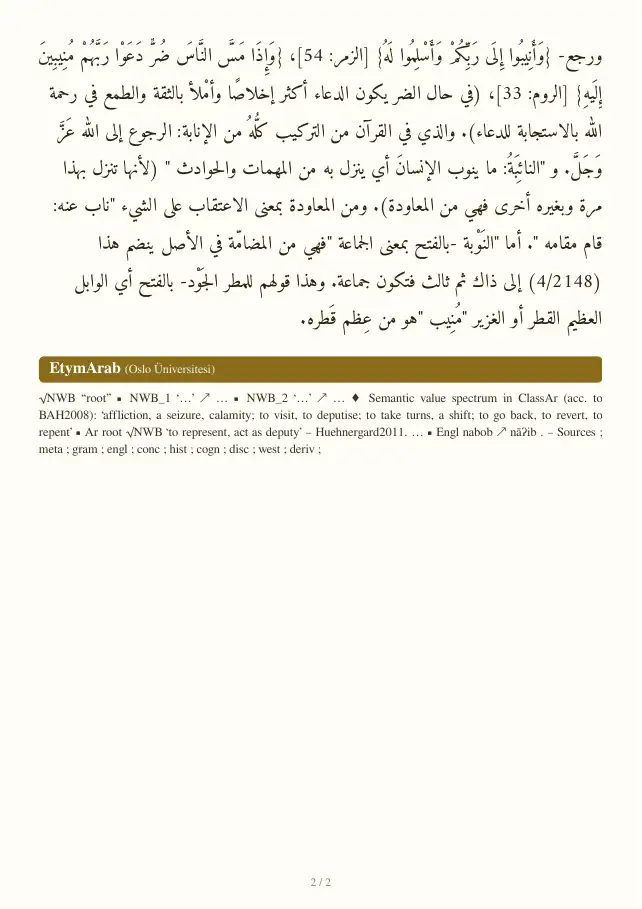 ورجع- {وَأَنِيبُوا إِلَى رَبِّكُمْ وَأَسْلِمُوا لَهُ} [الزمر: 54]، {وَإِذَا مَسَّ النَّاسَ ضُرٌّ دَعَوْا رَبَّهُمْ مُنِيبِينَ
إِلَيهِ} [الروم: 33]، (في حال الضر يكون الدعاء أكثر إخلاصًا وأمْلأ بالثقة والطمع في رحمة
الله بالاستجابة للدعاء). والذي في القرآن من التركيب كلُّهُ من الإنابة: الرجوع إلى الله عَزَّ
وَجَلَّ. و "النائِبَةُ: ما ينوب الإنسانَ أي ينزل به من المهمات والحوادث " (لأنها تنزل بهذا
مرة وبغيره أخرى فهي من المعاودة). ومن المعاودة بمعنى الاعتقاب على الشيء "ناب عنه:
قام مقامه ". أما "النَوْبة -بالفتح بمعنى الجماعة "فهي من المضامّة في الأصل ينضم هذا
(4/2148) إلى ذاك ثم ثالث فتكون جماعة. وهذا قولهم للمطر الجَوْد- بالفتح أي الوابل
العظيم القطر أو الغزير "مُنِيب "هو من عِظم قَطره.
EtymArab (Oslo Üniversitesi)
√NWB “root” ▪ NWB_1 ‘…’ ↗ … ▪ NWB_2 ‘…’ ↗ … ♦ Semantic value spectrum in ClassAr (acc. to
BAH2008): ‘affliction, a seizure, calamity; to visit, to deputise; to take turns, a shift; to go back, to revert, to
repent’ ▪ Ar root √NWB ‘to represent, act as deputy’ – Huehnergard2011. … ▪ Engl nabob ↗ nāʔib . – Sources ;
meta ; gram ; engl ; conc ; hist ; cogn ; disc ; west ; deriv ;
2 / 2